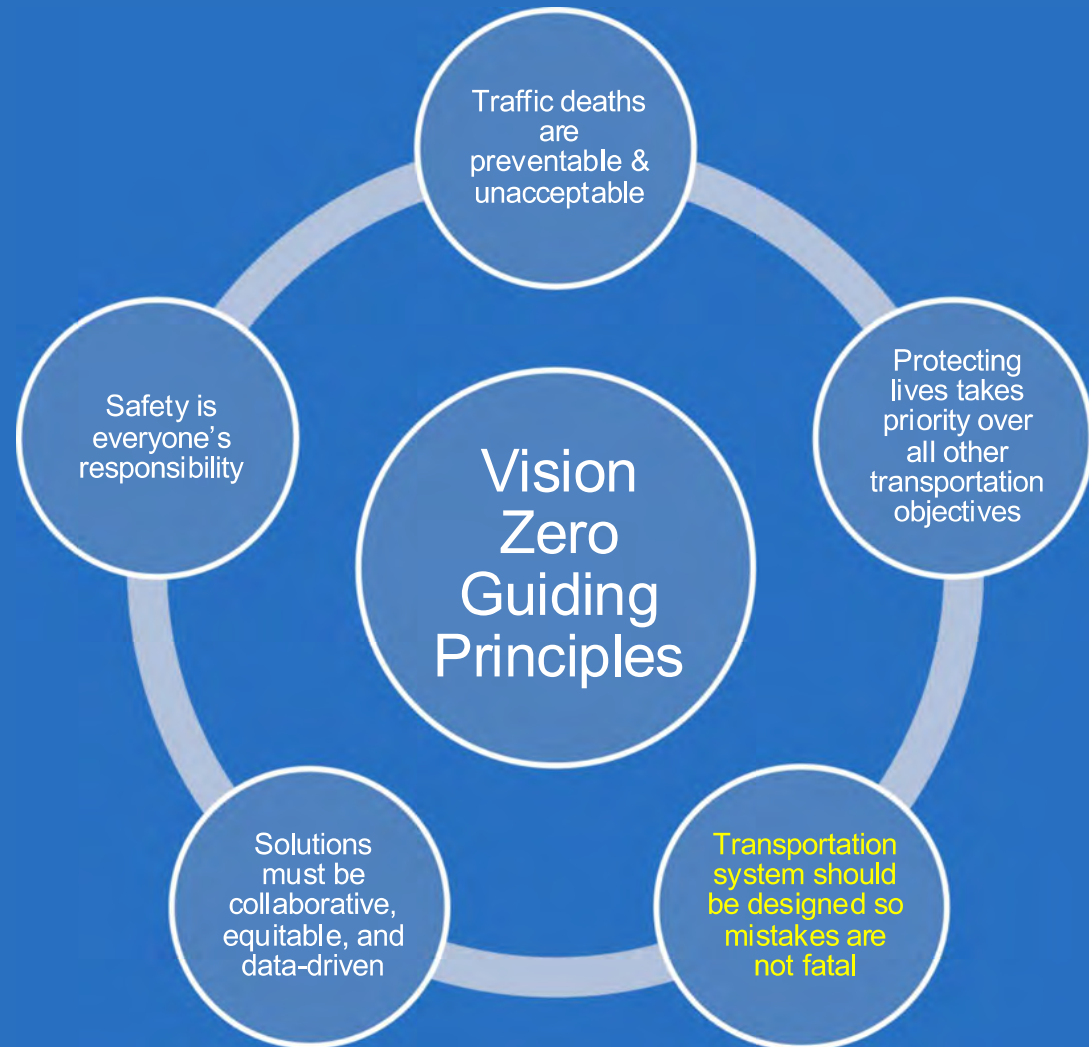 Traffic deaths
are
preventable &
unacceptable
Protecting
lives takes
priority over
all other
transportation
objectives
Safety is
everyone’s
responsibility
Vision
Zero
Guiding
Principles
Transportation
system should
be designed so
mistakes are
not fatal
Solutions
must be
collaborative,
equitable, and
data-driven